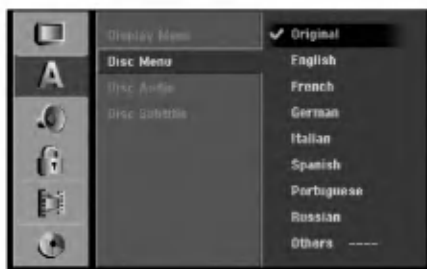 A
Display Menu
Disc Menu
Disc Audio
Disc Subtitle
✔ Original
English
French
German
Italian
Spanish
Portuguese
Russian
Others ----